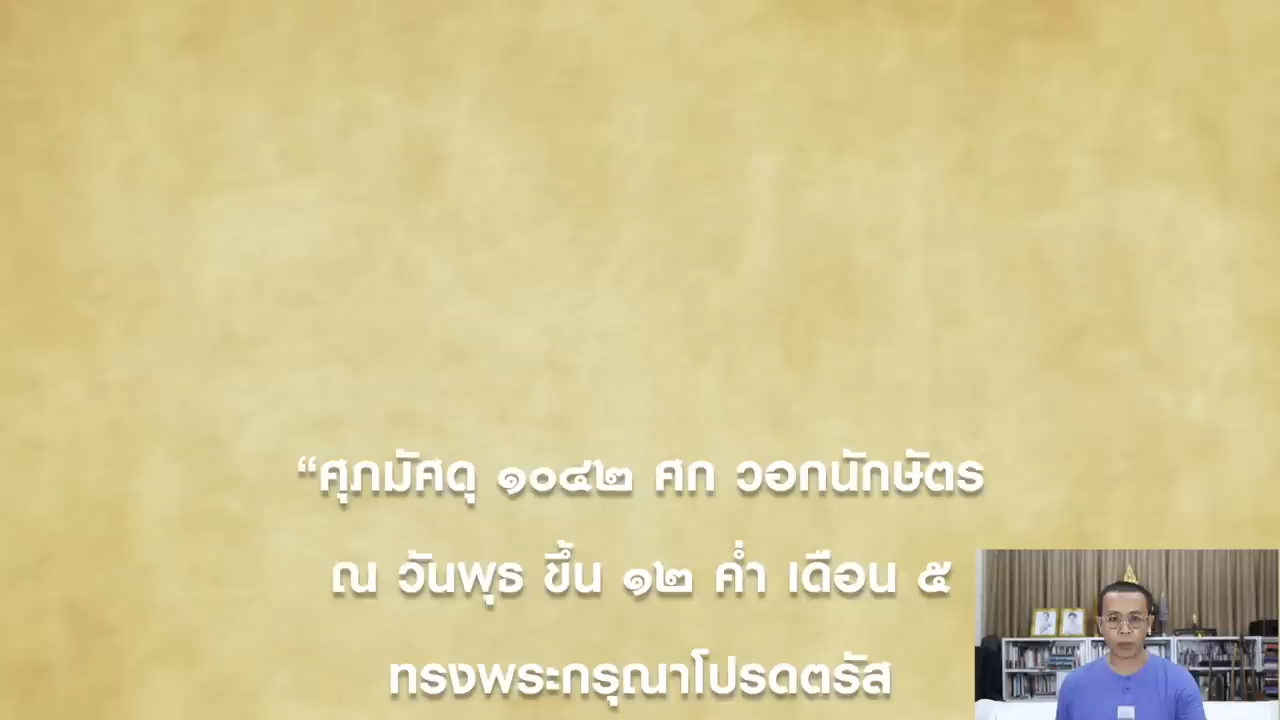 “ศุภมัศดุ ๑๐๔๒ ศก วอกนักษัตร
ณ วันพุธ ขึ้น ๑๒ ค่ำ เดือน ๕
ทรงพระกรุณาโปรดตรัส